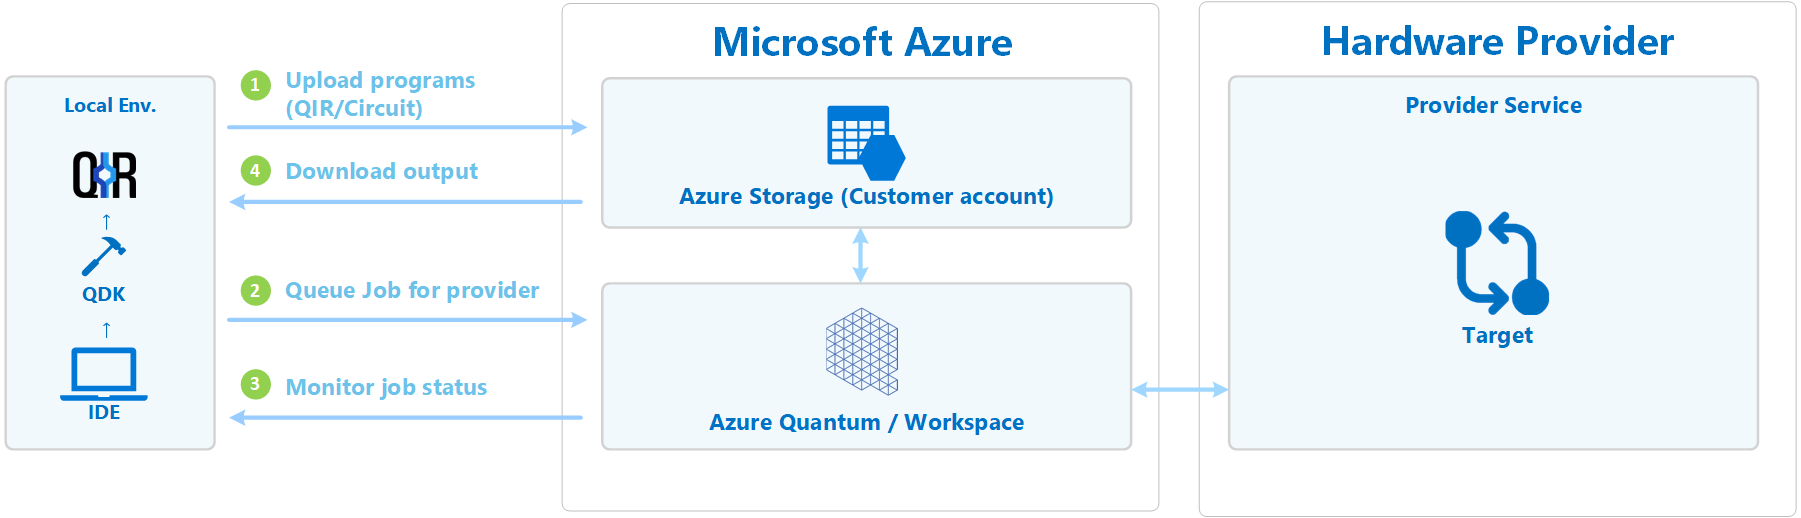 Microsoft Azure
Hardware Provider
Local Env.
QIR
QDK
IDE
1 Upload programs
(QIR/Circuit)
4 Download output
2 Queue Job for provider
3 Monitor job status
Azure Storage (Customer account)
Azure Quantum / Workspace
Provider Service
Target